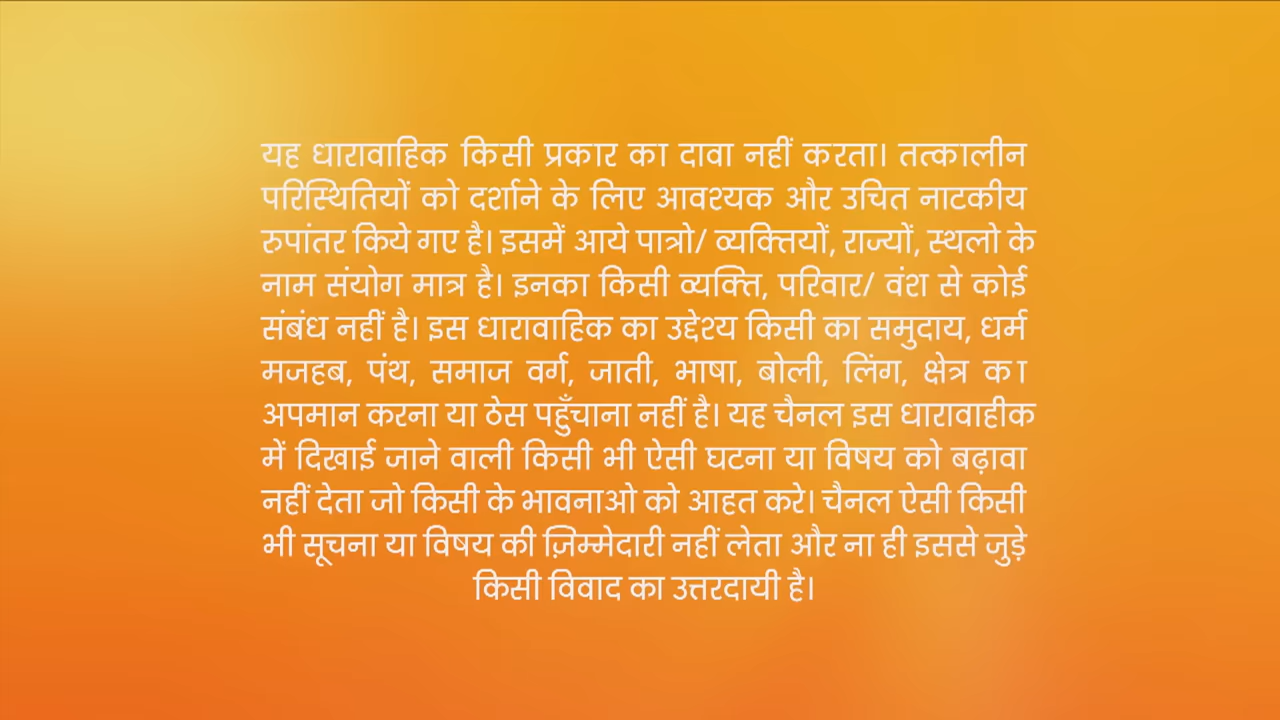 यह धारावाहिक किसी प्रकार का दावा नहीं करता। तत्कालीन
परिस्थितियों को दर्शाने के लिए आवश्यक और उचित नाटकीय
रुपांतर किये गए है। इसमें आये पात्रो/ व्यक्तियों, राज्यों, स्थलो के
नाम संयोग मात्र है। इनका किसी व्यक्ति, परिवार/ वंश से कोई
संबंध नहीं है। इस धारावाहिक का उद्देश्य किसी का समुदाय, धर्म
मजहब, पंथ, समाज वर्ग, जाती, भाषा, बोली, लिंग, क्षेत्र का
अपमान करना या ठेस पहुँचाना नहीं है। यह चैनल इस धारावाहीक
में दिखाई जाने वाली किसी भी ऐसी घटना या विषय को बढ़ावा
नहीं देता जो किसी के भावनाओ को आहत करे। चैनल ऐसी किसी
भी सूचना या विषय की ज़िम्मेदारी नहीं लेता और ना ही इससे जुड़े
किसी विवाद का उत्तरदायी है।